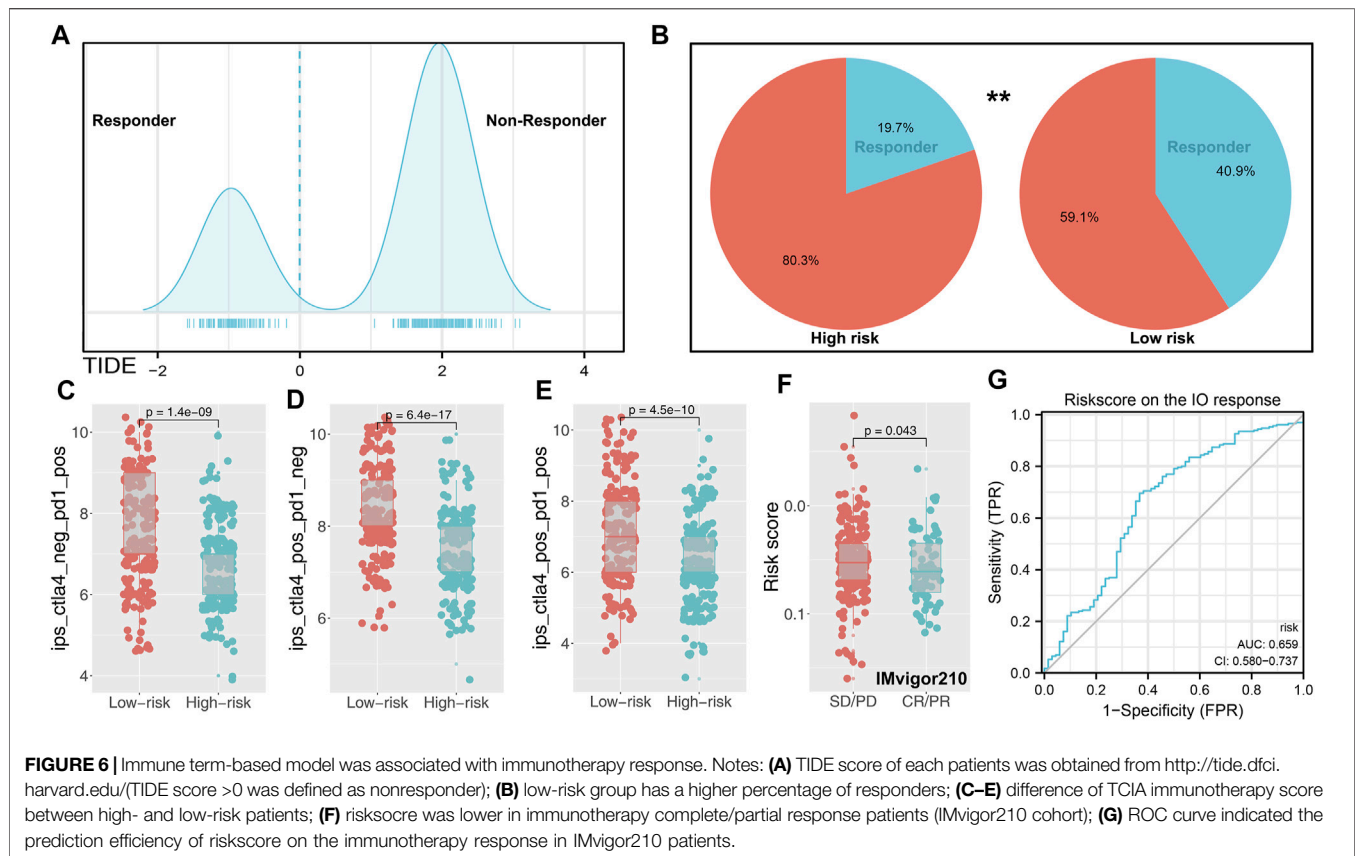 A
Responder
Non-Responder
TIDE
−2
0
2
4
B
**
19.7%
Responder
80.3%
High risk
Responder
40.9%
59.1%
Low risk
C
p = 1.4e−09
ips_ctla4_neg_pd1_pos
10
8
6
4
Low−risk
High−risk
D
p = 6.4e−17
ips_ctla4_pos_pd1_neg
10
8
6
Low−risk
High−risk
E
p = 4.5e−10
ips_ctla4_pos_pd1_pos
10
8
6
4
Low−risk
High−risk
F
p = 0.043
Risk score
0.0
0.1
IMvigor210
SD/PD
CR/PR
G
Riskscore on the IO response
Sensitivity (TPR)
1.0
0.8
0.6
0.4
0.2
0.0
risk
AUC: 0.659
CI: 0.580−0.737
0.0
0.2
0.4
0.6
0.8
1.0
1−Specificity (FPR)
FIGURE 6 | Immune term-based model was associated with immunotherapy response. Notes: (A) TIDE score of each patients was obtained from http://tide.dfci.
harvard.edu/(TIDE score >0 was defined as nonresponder); (B) low-risk group has a higher percentage of responders; (C–E) difference of TCIA immunotherapy score
between high- and low-risk patients; (F) risksocre was lower in immunotherapy complete/partial response patients (IMvigor210 cohort); (G) ROC curve indicated the
prediction efficiency of riskscore on the immunotherapy response in IMvigor210 patients.